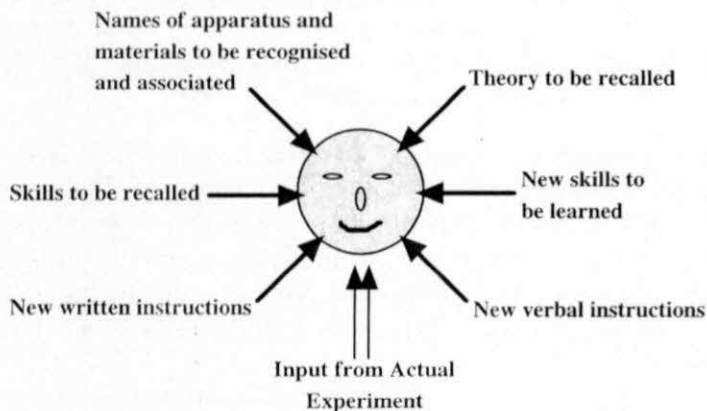 Names of apparatus and
materials to be recognised
and associated
Theory to be recalled
Skills to be recalled
New skills to
be learned
New written instructions
New verbal instructions
Input from Actual
Experiment